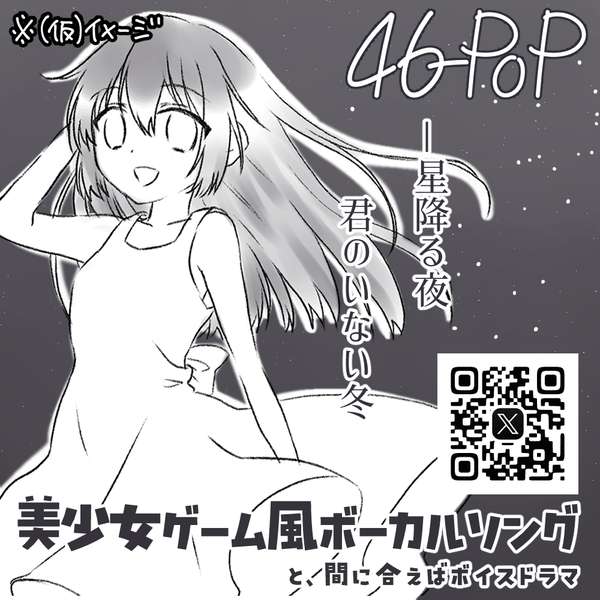 ※(仮)イメージ
46POP
―星降る夜
君のいない冬
美少女ゲーム風ボーカルソング
と、間に合えばボイスドラマ